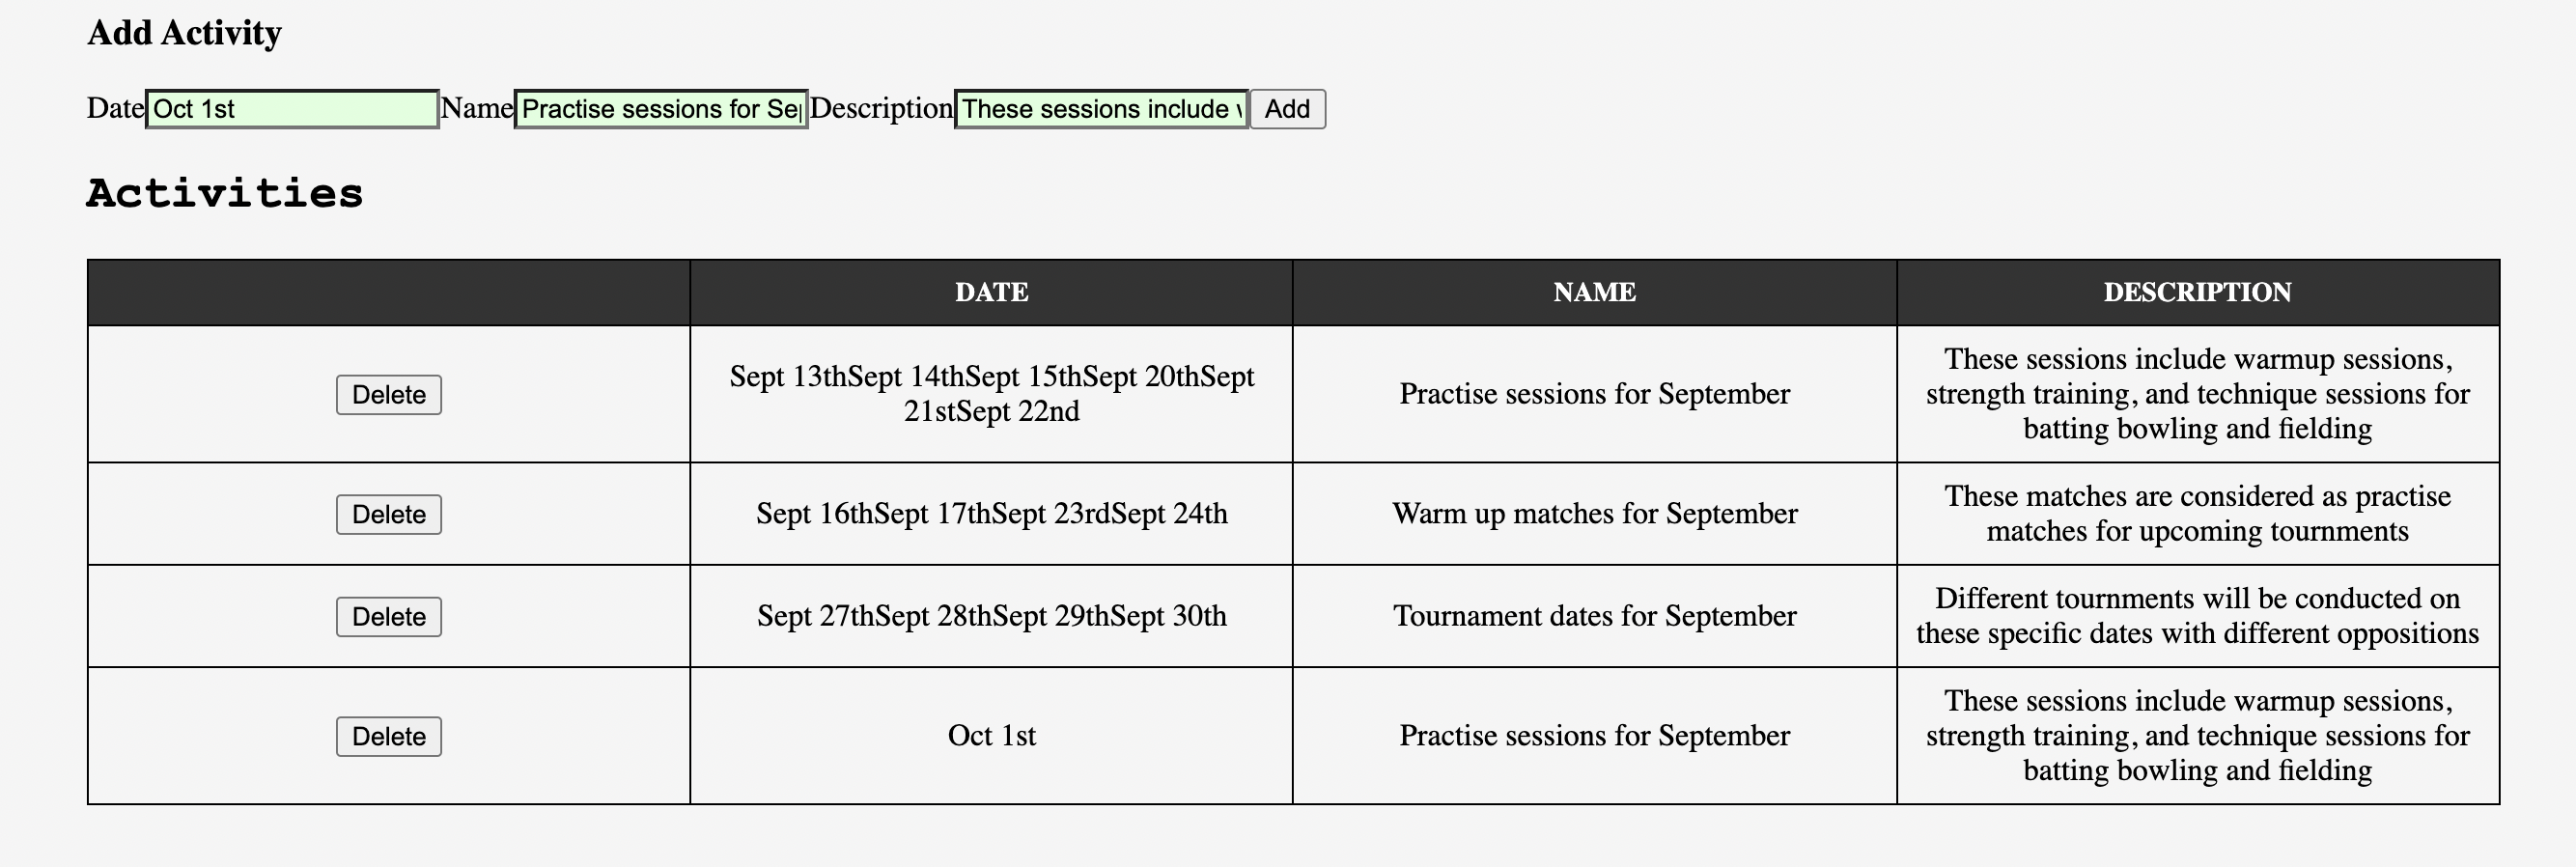 Add Activity
Date Oct 1st Name Practise sessions for Sep Description These sessions include Add
Activities
DATE NAME DESCRIPTION
Delete
Sept 13thSept 14thSept 15thSept 20thSept
21stSept 22nd
Practise sessions for September
These sessions include warmup sessions,
strength training, and technique sessions for
batting bowling and fielding
Delete
Sept 16thSept 17thSept 23rdSept 24th
Warm up matches for September
These matches are considered as practise
matches for upcoming tournments
Delete
Sept 27thSept 28thSept 29thSept 30th
Tournament dates for September
Different tournments will be conducted on
these specific dates with different oppositions
Delete
Oct 1st
Practise sessions for September
These sessions include warmup sessions,
strength training, and technique sessions for
batting bowling and fielding